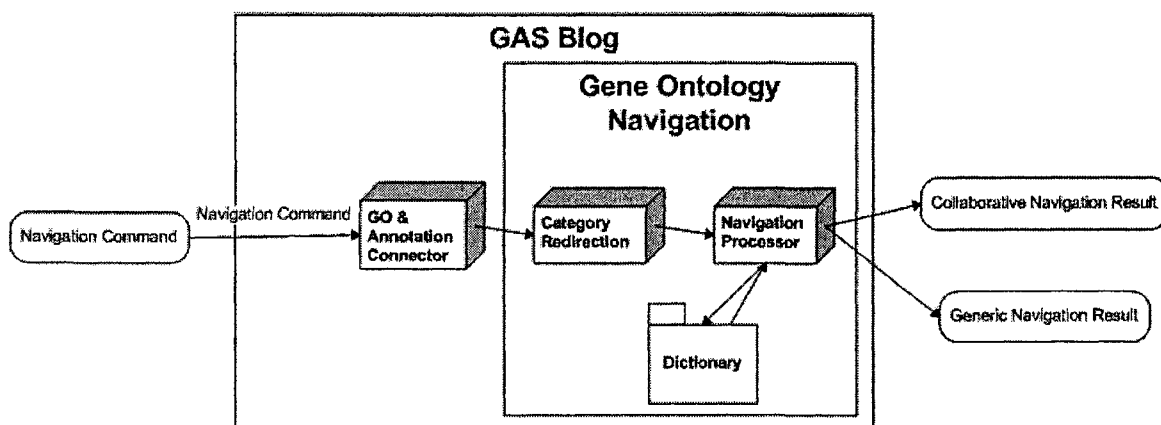 GAS Blog
Gene Ontology
Navigation
Navigation Command
Navigation Command
GO &
Annotation
Connector
Category
Redirection
Navigation
Processor
Dictionary
Collaborative Navigation Result
Generic Navigation Result